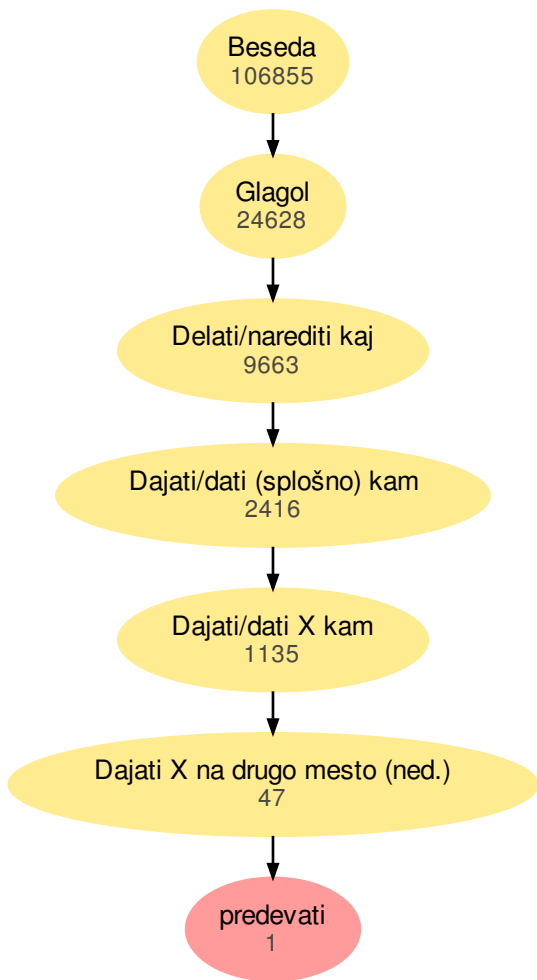 Beseda
106855
Glagol
24628
Delati/narediti kaj
9663
Dajati/dati (splošno) kam
2416
Dajati/dati X kam
1135
Dajati X na drugo mesto (ned.)
47
predevati
1